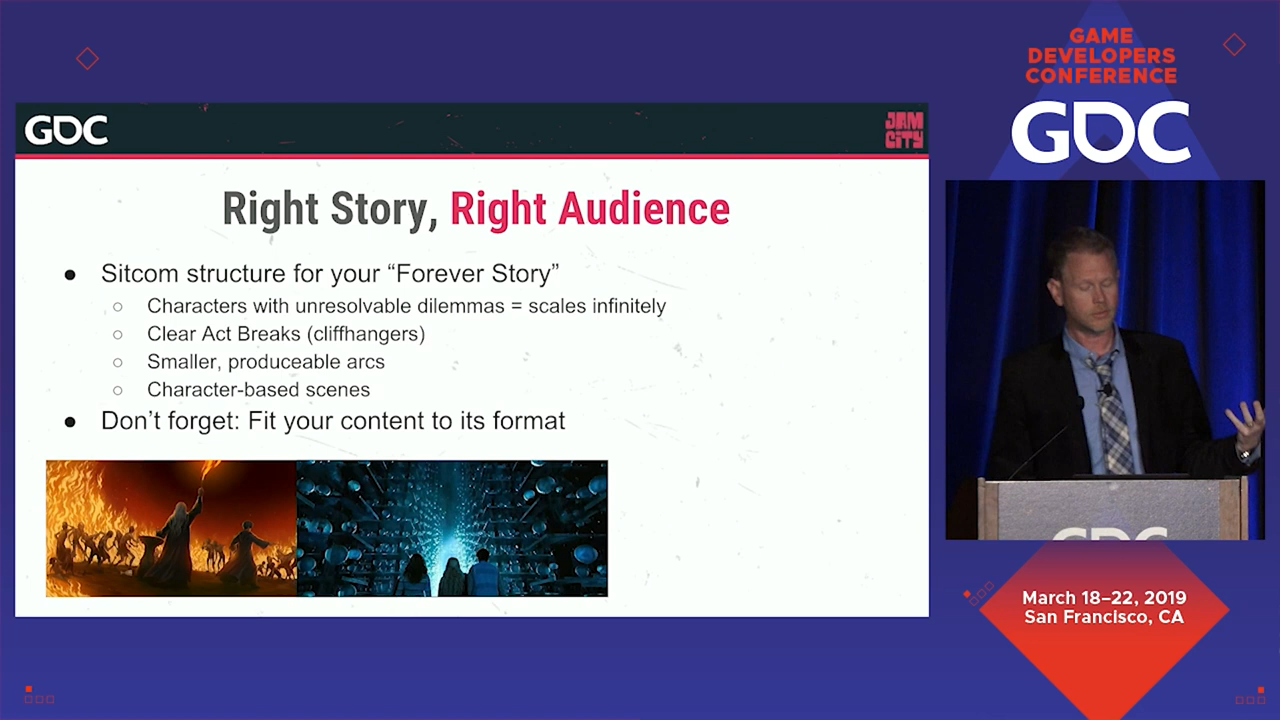 GDC
JAM
CITY
Right Story, Right Audience
● Sitcom structure for your “Forever Story”
○ Characters with unresolvable dilemmas = scales infinitely
○ Clear Act Breaks (cliffhangers)
○ Smaller, produceable arcs
○ Character-based scenes
● Don’t forget: Fit your content to its format
GAME
DEVELOPERS
CONFERENCE
GDC
GDC
March 18–22, 2019
San Francisco, CA